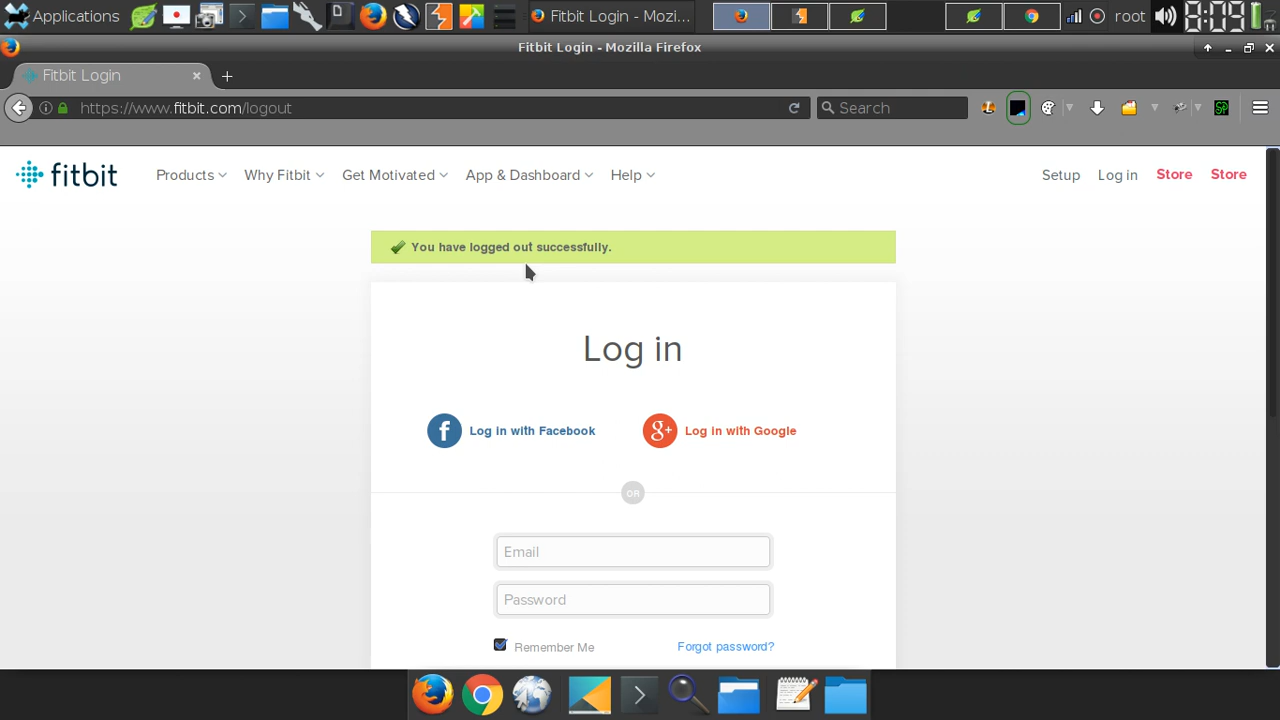 Applications Fitbit Login - Mozi... root 8:09
Fitbit Login - Mozilla Firefox
Fitbit Login
https://www.fitbit.com/logout Search
fitbit Products Why Fitbit Get Motivated App & Dashboard Help Setup Log in Store Store
You have logged out successfully.
Log in
f Log in with Facebook g+ Log in with Google
OR
Email
Password
Remember Me Forgot password?